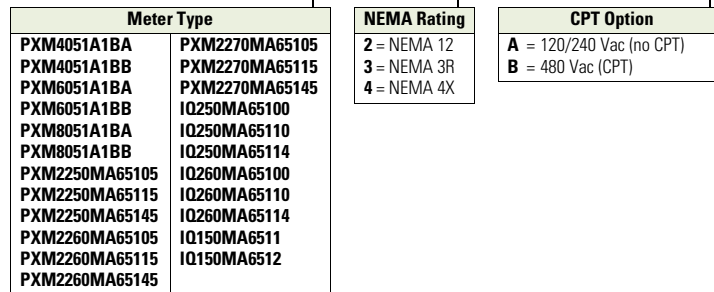 Meter Type
PXM4051A1BA PXM2270MA65105
PXM4051A1BB PXM2270MA65115
PXM6051A1BA PXM2270MA65145
PXM6051A1BB IQ250MA65100
PXM8051A1BA IQ250MA65110
PXM8051A1BB IQ250MA65114
PXM2250MA65105 IQ260MA65100
PXM2250MA65115 IQ260MA65110
PXM2250MA65145 IQ260MA65114
PXM2260MA65105 IQ150MA6511
PXM2260MA65115 IQ150MA6512
PXM2260MA65145
NEMA Rating
2 = NEMA 12
3 = NEMA 3R
4 = NEMA 4X
CPT Option
A = 120/240 Vac (no CPT)
B = 480 Vac (CPT)